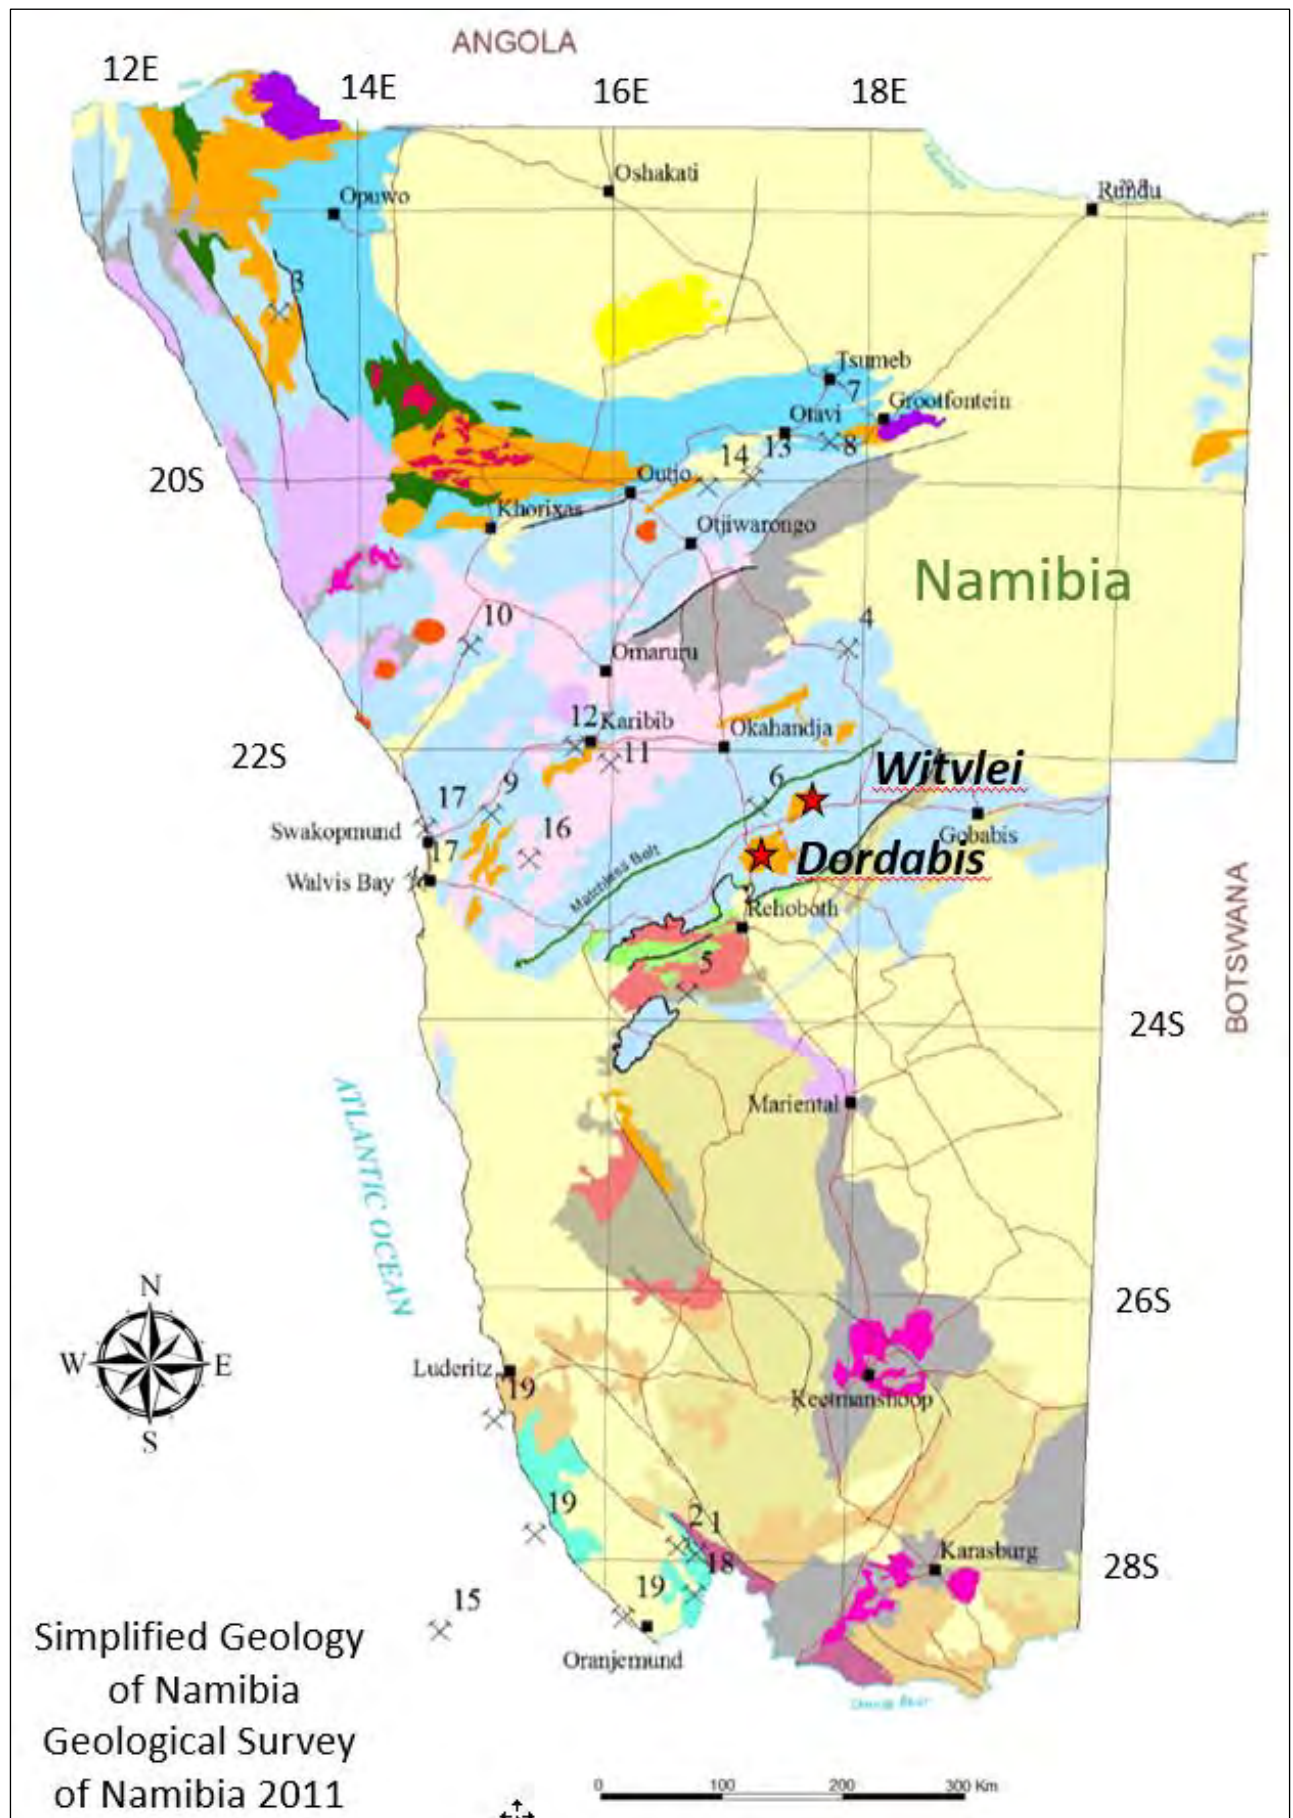 ANGOLA
12E
14E
16E
18E
Oshakati
Opuwo
Rundu
3
Tsumeb
7
Grootfontein
Otavi
8
13
14
Outjo
20S
Khorixas
Otjiwarongo
Namibia
10
4
Omaruru
12
Karibib
Okahandja
11
22S
Witvlei
6
9
17
Swakopmund
16
Gobabis
17
Dordabis
Walvis Bay
Matchless Belt
2
Rehoboth
5
BOTSWANA
24S
ATLANTIC OCEAN
Mariental
N
26S
W
E
Luderitz
19
Keetmanshoop
S
19
2
1
18
Karasburg
28S
19
15
Simplified Geology
of Namibia
Geological Survey
of Namibia 2011
Oranjemund
0
100
200
300 Km